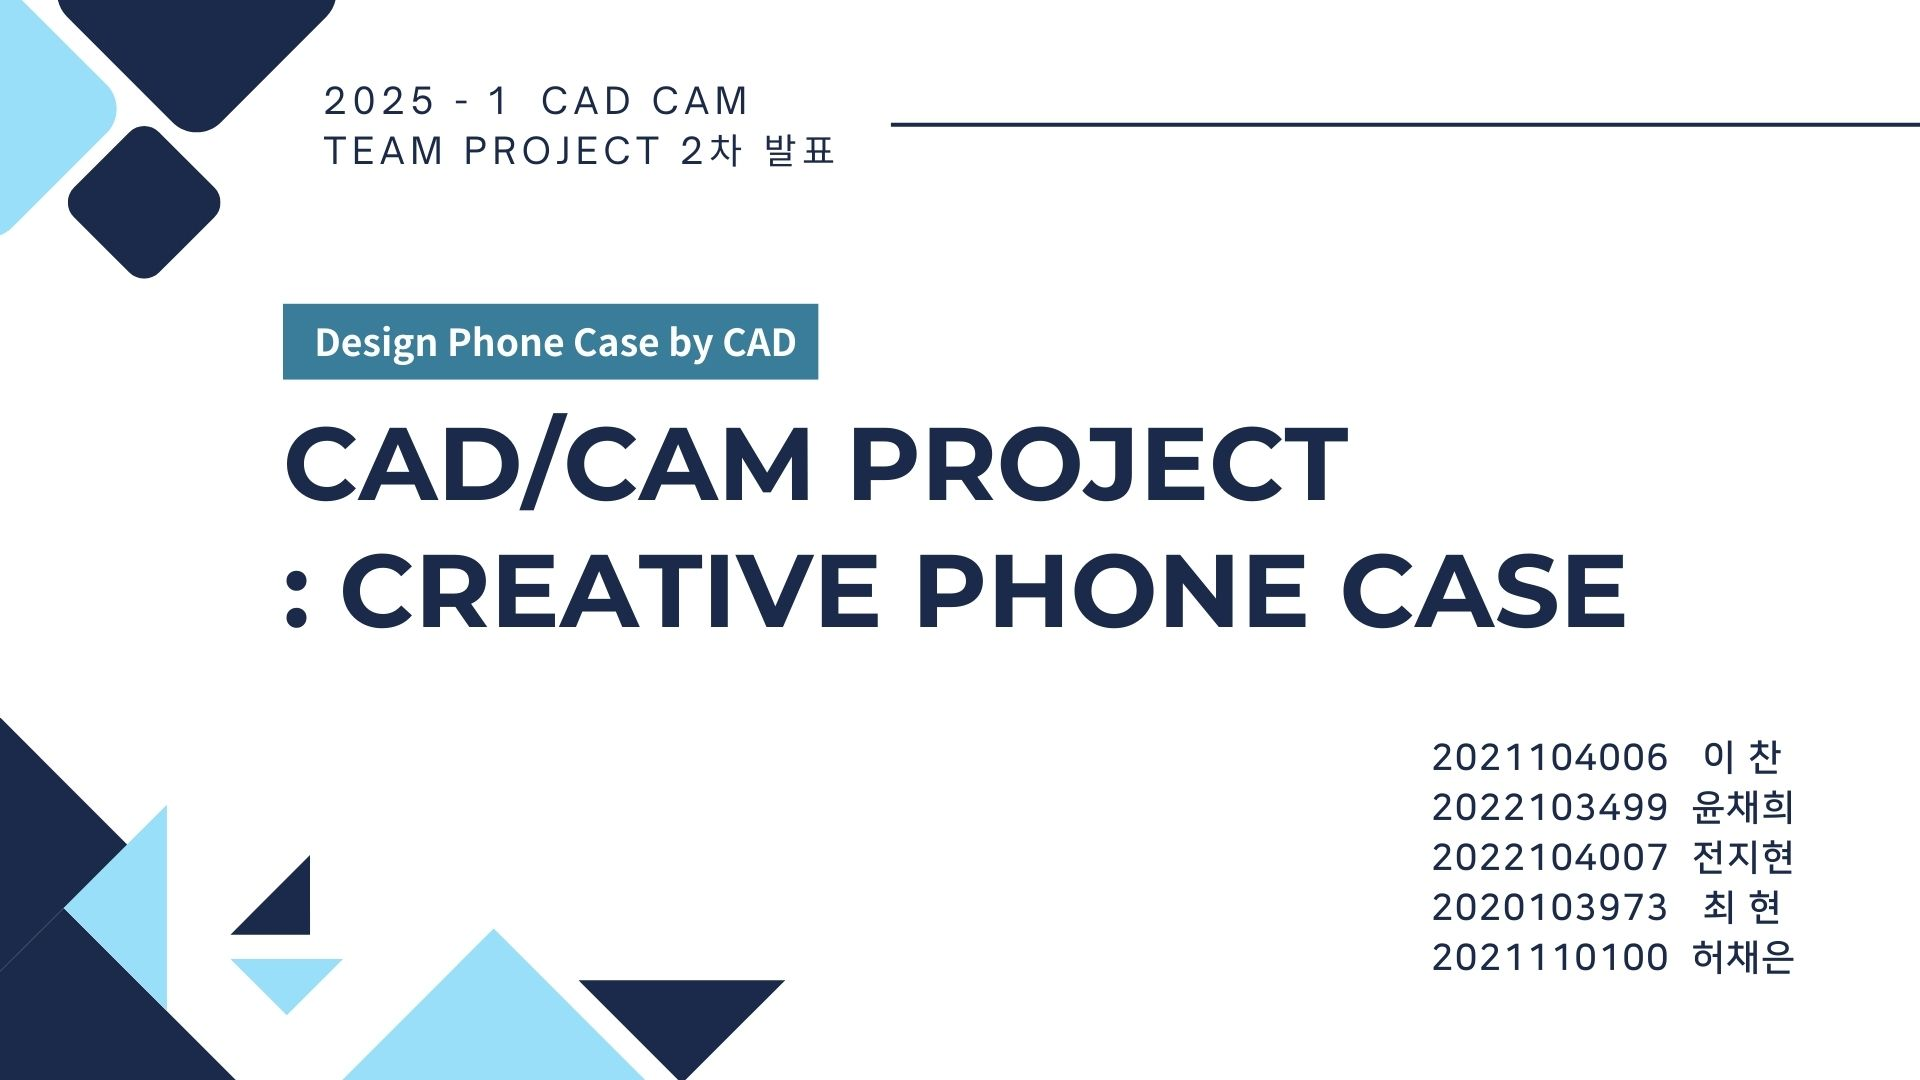 2025 - 1 CAD CAM
TEAM PROJECT 2차 발표
Design Phone Case by CAD
CAD/CAM PROJECT
: CREATIVE PHONE CASE
2021104006 이 찬
2022103499 윤채희
2022104007 전지현
2020103973 최 현
2021110100 허채은